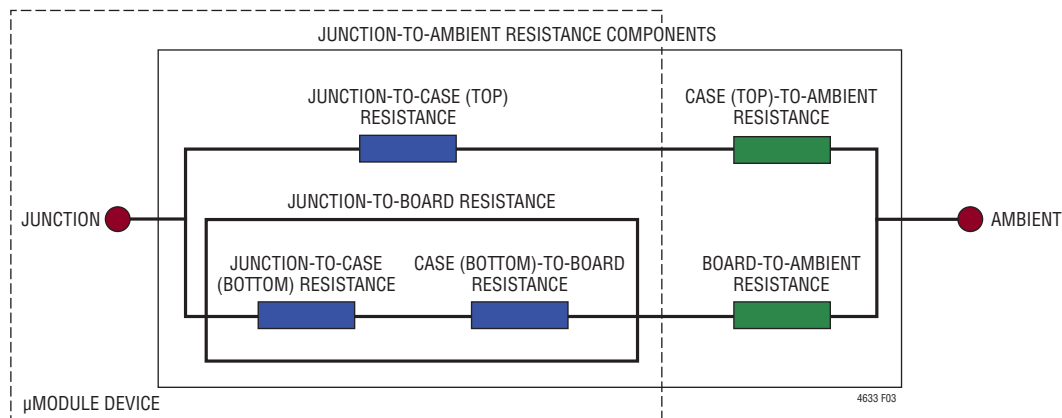 JUNCTION-TO-AMBIENT RESISTANCE COMPONENTS
JUNCTION-TO-CASE (TOP)
RESISTANCE
CASE (TOP)-TO-AMBIENT
RESISTANCE
JUNCTION
JUNCTION-TO-BOARD RESISTANCE
AMBIENT
JUNCTION-TO-CASE
(BOTTOM) RESISTANCE
CASE (BOTTOM)-TO-BOARD
RESISTANCE
BOARD-TO-AMBIENT
RESISTANCE
4633 F03
µMODULE DEVICE